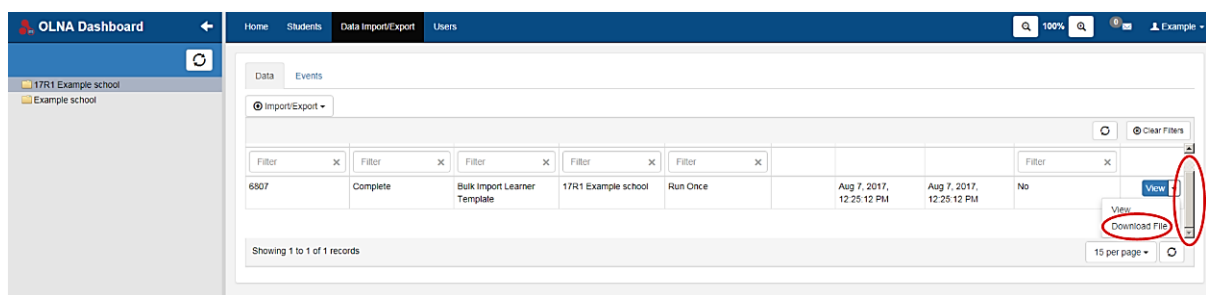 OLNA Dashboard
Home Students Data Import/Export Users 100% 0 Example
17R1 Example school
Example school
Data Events
Import/Export
Clear Filters
Filter Filter Filter Filter Filter Filter
6807 Complete Bulk Import Learner Template 17R1 Example school Run Once Aug 7, 2017, 12:25:12 PM Aug 7, 2017, 12:25:12 PM No View
View
Download File
Showing 1 to 1 of 1 records 15 per page